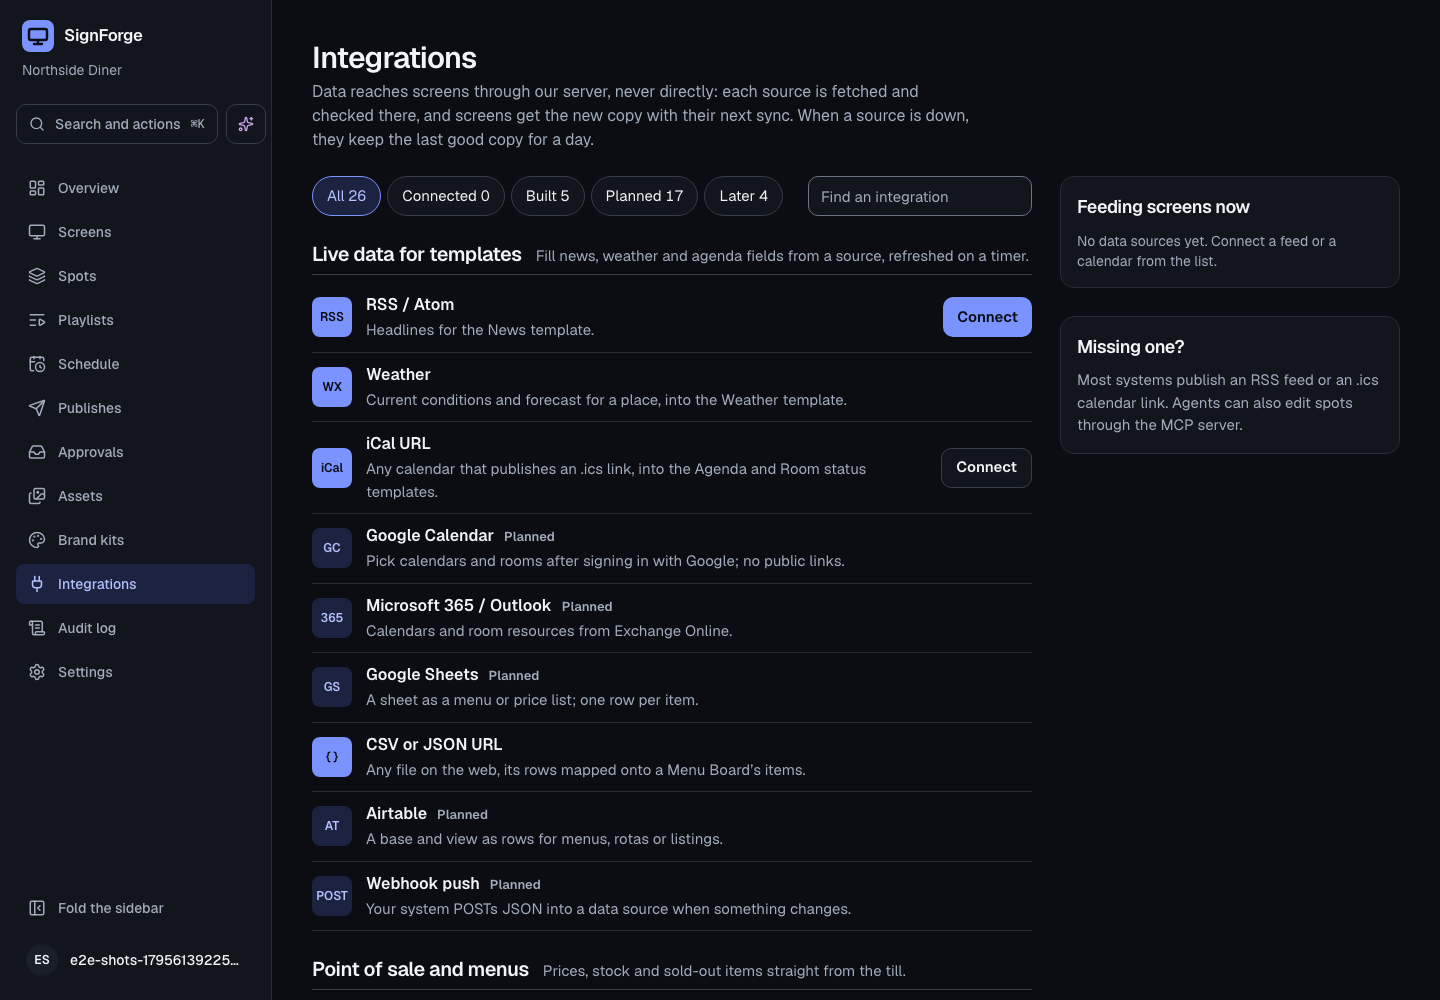 SignForge
Northside Diner
Search and actions ⌘K
Overview
Screens
Spots
Playlists
Schedule
Publishes
Approvals
Assets
Brand kits
Integrations
Audit log
Settings
Fold the sidebar
ES e2e-shots-17956139225…
Integrations
Data reaches screens through our server, never directly: each source is fetched and
checked there, and screens get the new copy with their next sync. When a source is down,
they keep the last good copy for a day.
All 26 Connected 0 Built 5 Planned 17 Later 4 Find an integration
Live data for templates Fill news, weather and agenda fields from a source, refreshed on a timer.
RSS RSS / Atom
Headlines for the News template.
Connect
WX Weather
Current conditions and forecast for a place, into the Weather template.
iCal iCal URL
Any calendar that publishes an .ics link, into the Agenda and Room status
templates.
Connect
GC Google Calendar Planned
Pick calendars and rooms after signing in with Google; no public links.
365 Microsoft 365 / Outlook Planned
Calendars and room resources from Exchange Online.
GS Google Sheets Planned
A sheet as a menu or price list; one row per item.
{} CSV or JSON URL
Any file on the web, its rows mapped onto a Menu Board's items.
AT Airtable Planned
A base and view as rows for menus, rotas or listings.
POST Webhook push Planned
Your system POSTs JSON into a data source when something changes.
Point of sale and menus Prices, stock and sold-out items straight from the till.
Feeding screens now
No data sources yet. Connect a feed or a
calendar from the list.
Missing one?
Most systems publish an RSS feed or an .ics
calendar link. Agents can also edit spots
through the MCP server.